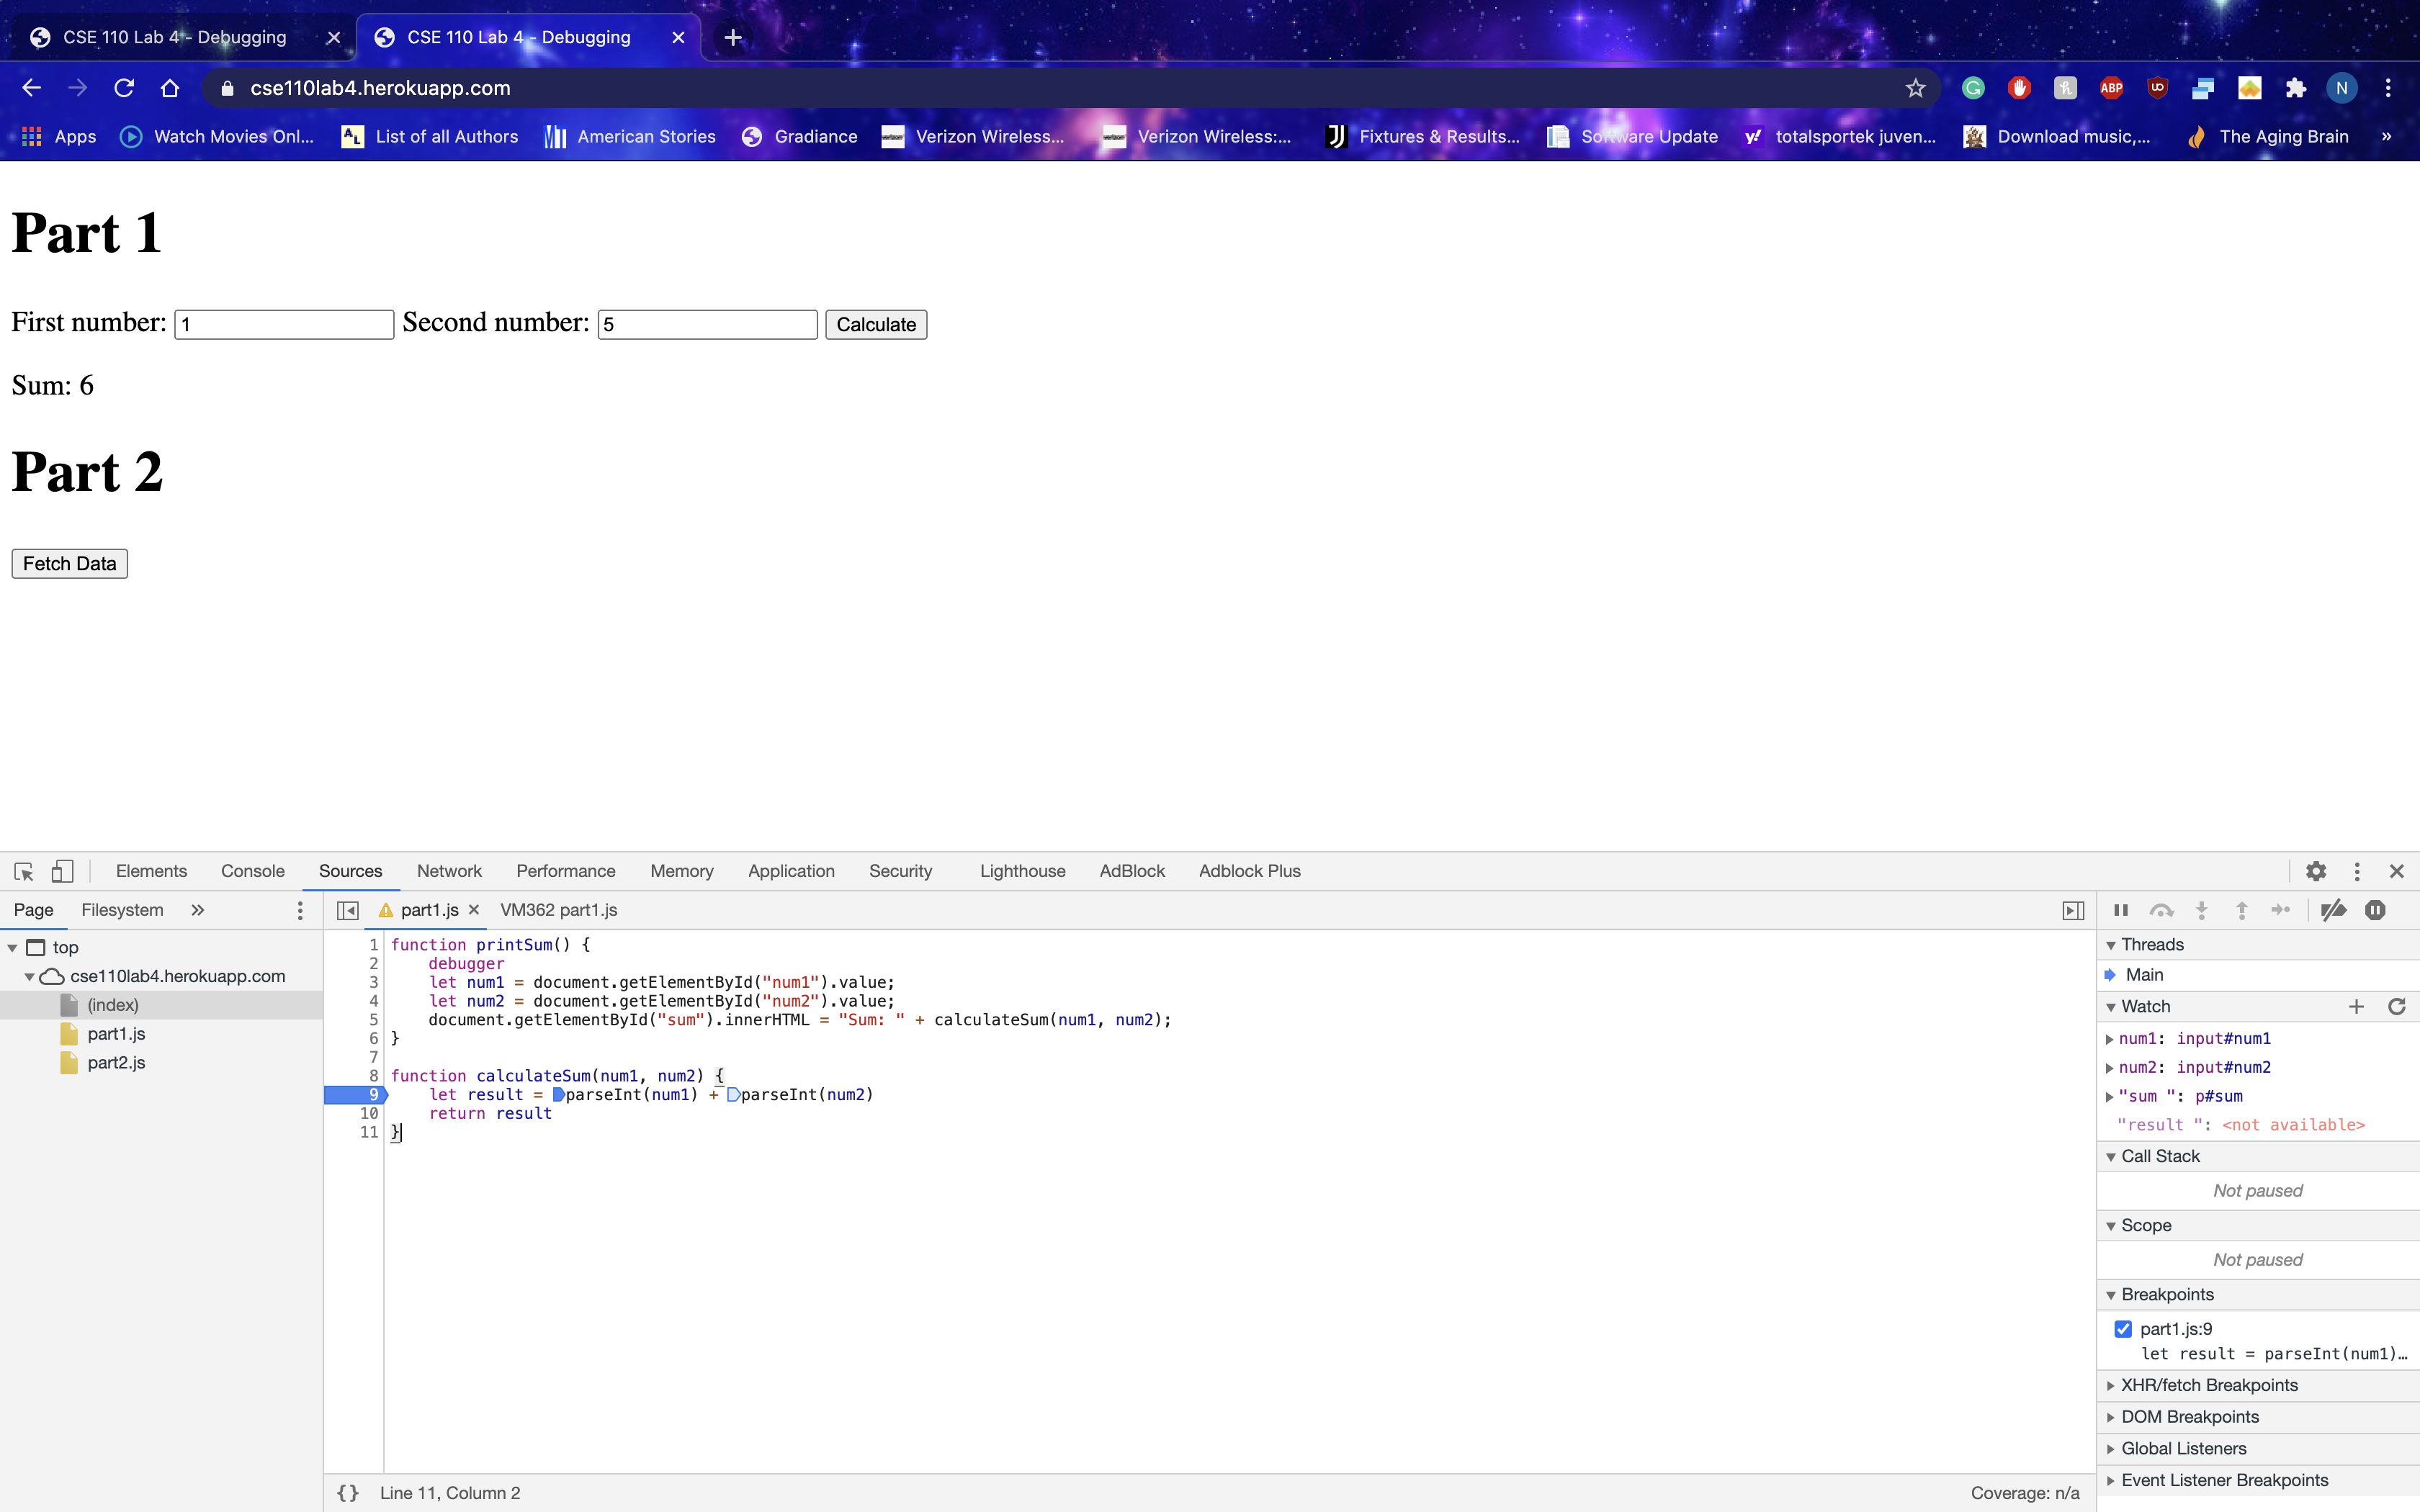 CSE 110 Lab 4 - Debugging
CSE 110 Lab 4 - Debugging
cse110lab4.herokuapp.com
ABP
N
Apps
Watch Movies Onl...
List of all Authors
American Stories
Gradiance
Verizon Wireless...
Verizon Wireless:...
Fixtures & Results...
Software Update
totalsportek juven...
Download music,...
The Aging Brain
»
Part 1
First number: 1 Second number: 5 Calculate
Sum: 6
Part 2
Fetch Data
Elements Console Sources Network Performance Memory Application Security Lighthouse AdBlock Adblock Plus
Page Filesystem »
top
cse110lab4.herokuapp.com
(index)
part1.js
part2.js
part1.js VM362 part1.js
1 function printSum() {
2 debugger
3 let num1 = document.getElementById("num1").value;
4 let num2 = document.getElementById("num2").value;
5 document.getElementById("sum").innerHTML = "Sum: " + calculateSum(num1, num2);
6 }
7
8 function calculateSum(num1, num2) {
9 let result = parseInt(num1) + parseInt(num2)
10 return result
11 }
{} Line 11, Column 2
Coverage: n/a
Threads
Main
Watch
num1: input#num1
num2: input#num2
"sum ": p#sum
"result ": <not available>
Call Stack
Not paused
Scope
Not paused
Breakpoints
part1.js:9
let result = parseInt(num1)…
XHR/fetch Breakpoints
DOM Breakpoints
Global Listeners
Event Listener Breakpoints